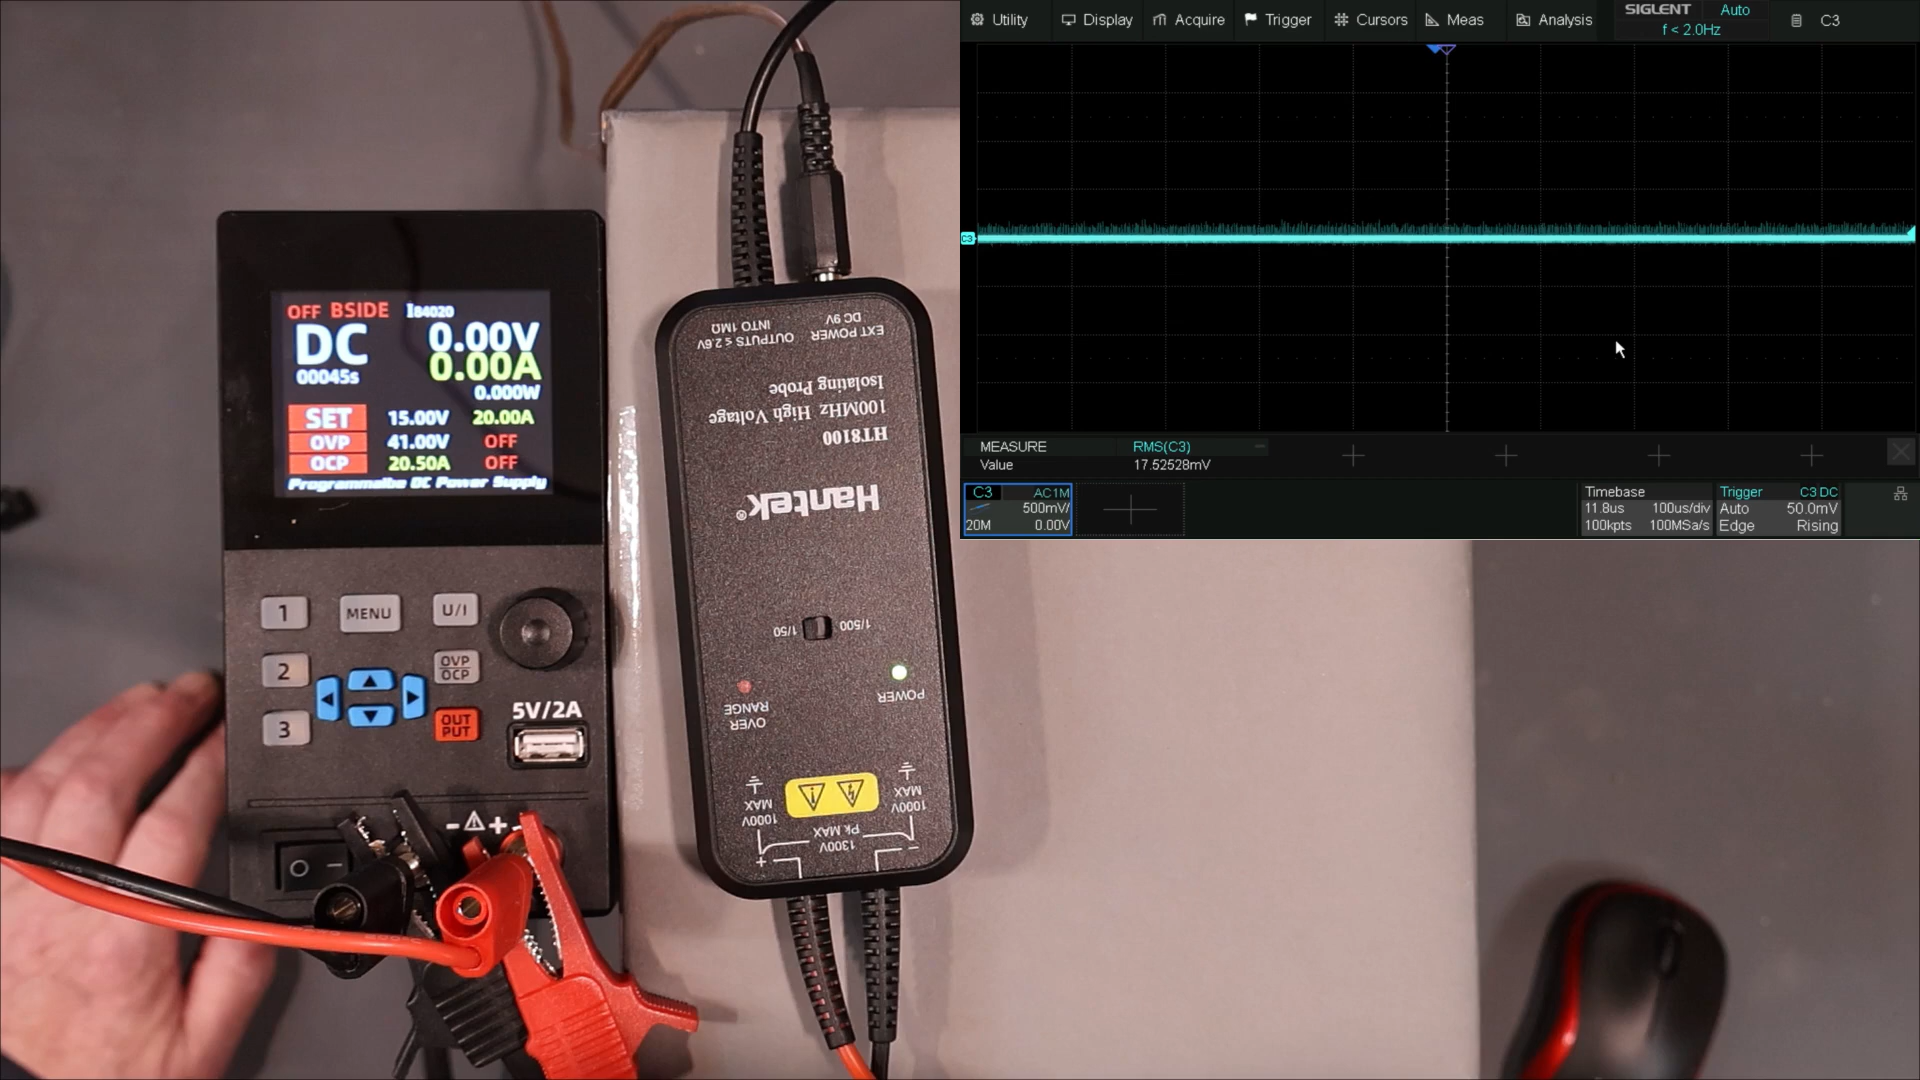 OFF BSIDE I84020
DC 0.00V
0.00A
00045s
0.000W
SET 15.00V 20.00A
OVP 41.00V OFF
OCP 20.50A OFF
Programmalbe DC Power Supply
1 MENU U/I
2 OVP OCP
3 OUT PUT
5V/2A
- +
EXT POWER
DC 9V
OUTPUTS ≤ 2.6V
INTO 1MΩ
HT8100
100MHz High Voltage
Isolating Probe
Hantek®
1/500 1/50
POWER
OVER
RANGE
1000V
MAX
1000V
MAX
1300V
Pk MAX
- +
Utility Display Acquire Trigger Cursors Meas Analysis SIGLENT Auto C3
f < 2.0Hz
C3
MEASURE RMS(C3)
Value 17.52528mV
C3 AC1M
500mV/
20M 0.00V
Timebase
11.8us 100us/div
100kpts 100MSa/s
Trigger C3 DC
Auto 50.0mV
Edge Rising